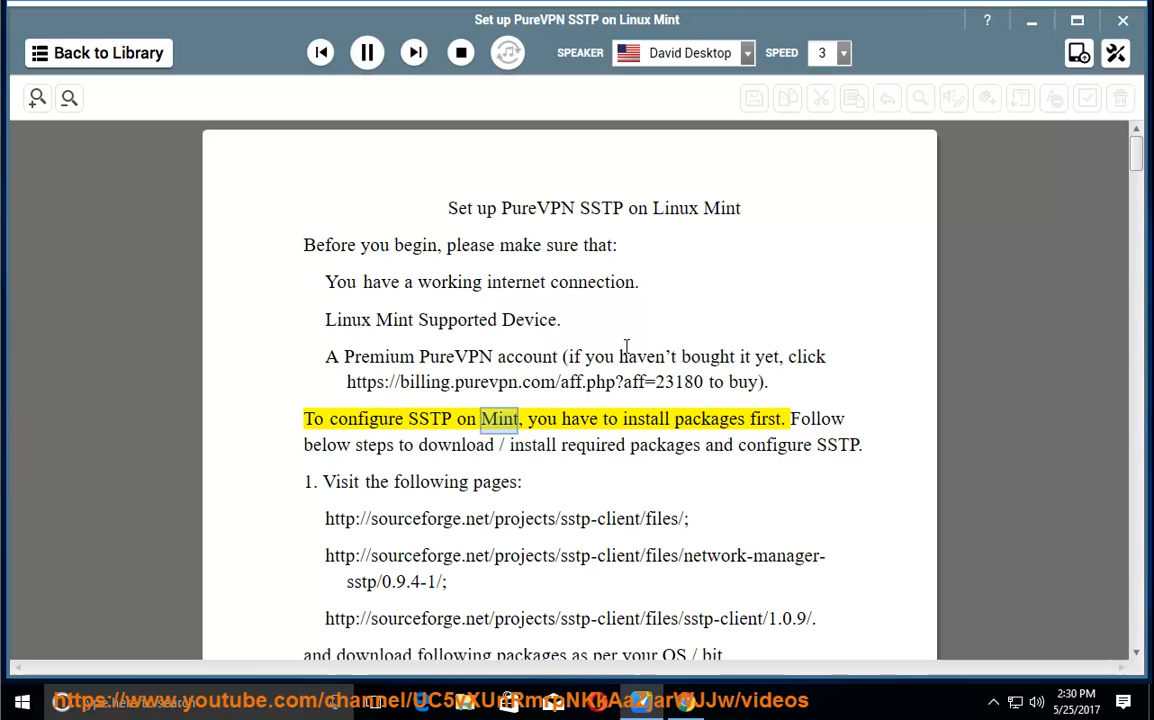 Set up PureVPN SSTP on Linux Mint
?
Back to Library
SPEAKER
David Desktop
SPEED
3
Set up PureVPN SSTP on Linux Mint
Before you begin, please make sure that:
You have a working internet connection.
Linux Mint Supported Device.
A Premium PureVPN account (if you haven’t bought it yet, click
https://billing.purevpn.com/aff.php?aff=23180 to buy).
To configure SSTP on Mint, you have to install packages first. Follow
below steps to download / install required packages and configure SSTP.
1. Visit the following pages:
http://sourceforge.net/projects/sstp-client/files/;
http://sourceforge.net/projects/sstp-client/files/network-manager-
sstp/0.9.4-1/;
http://sourceforge.net/projects/sstp-client/files/sstp-client/1.0.9/.
and download following packages as per your OS / bit
2:30 PM
5/25/2017